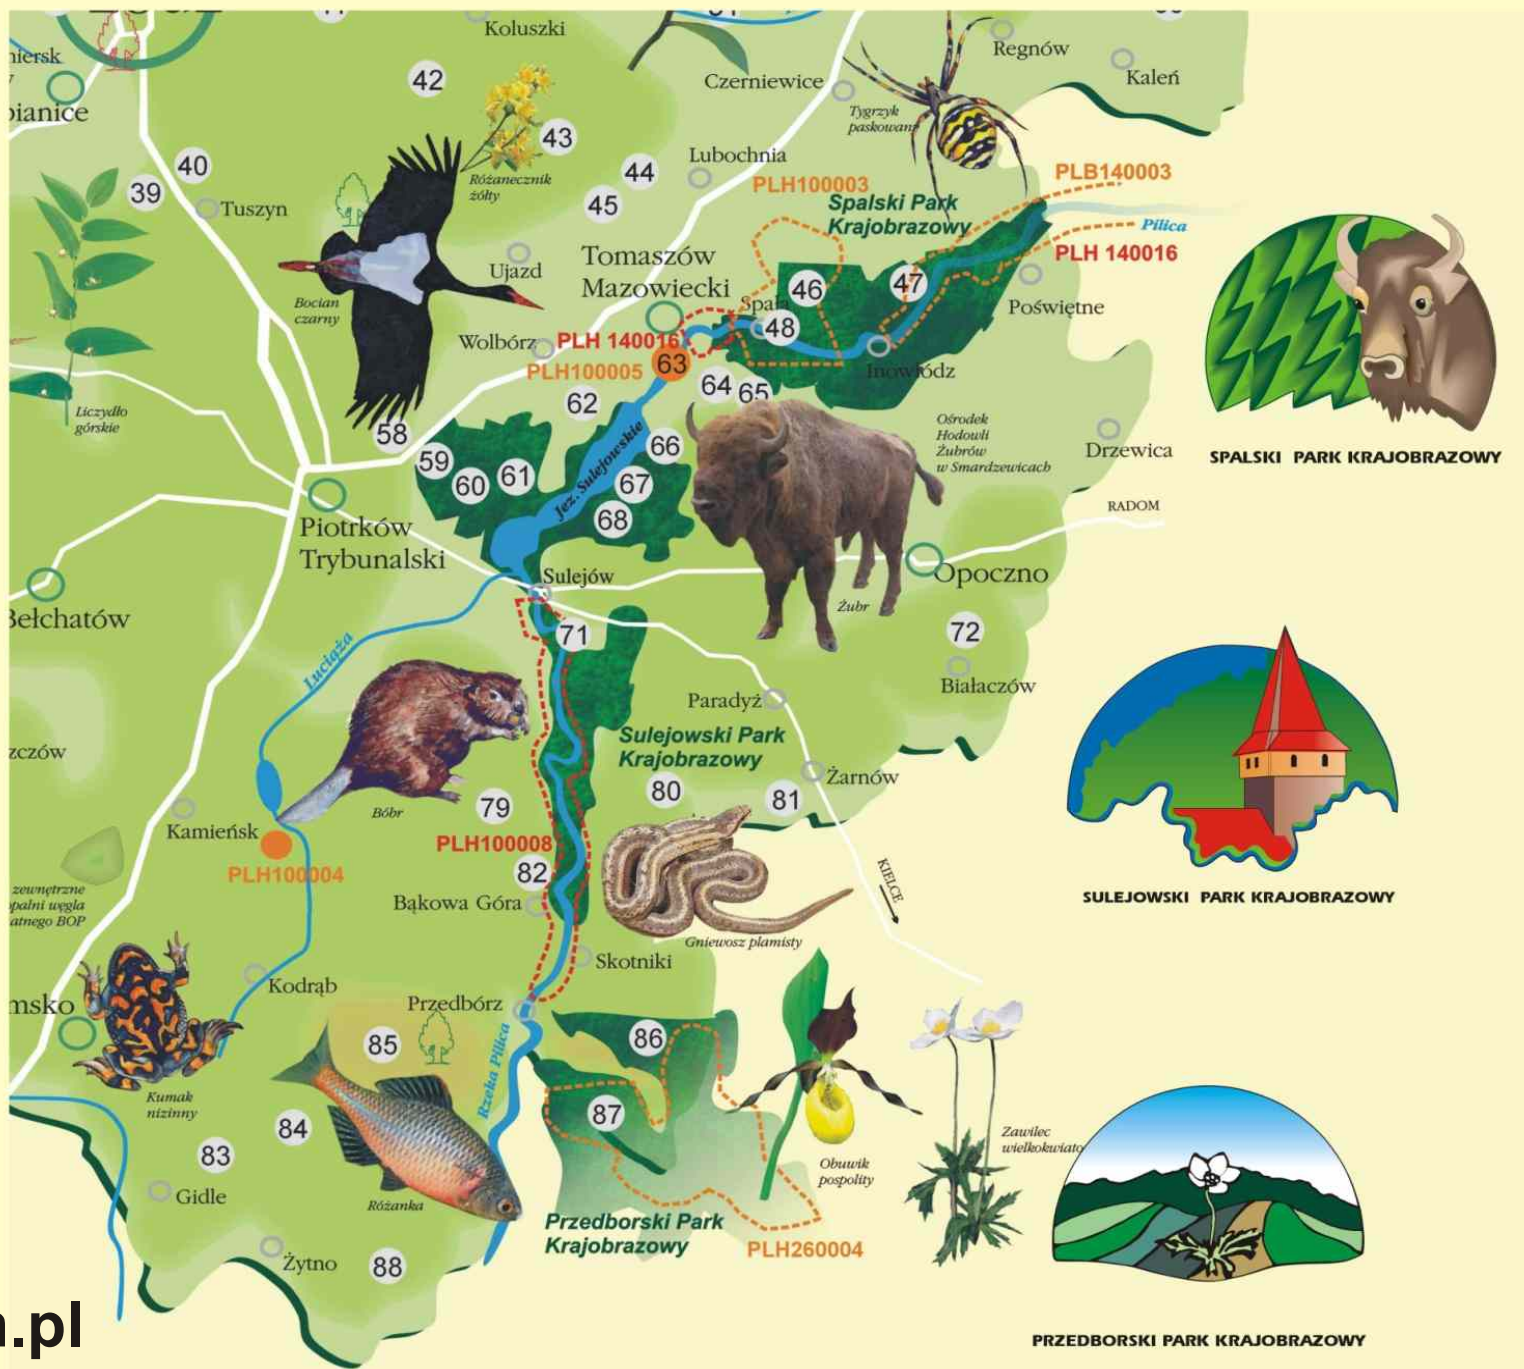 Koluszki
Regnów
Kaleń
42
Czerniewice
Tygrzyk
paskowany
43
Różanecznik
żółty
44
45
Lubochnia
40
39
Tuszyn
PLH100003
PLB140003
Spalski Park
Krajobrazowy
Pilica
PLH 140016
Ujazd
Tomaszów
Mazowiecki
Bocian
czarny
46
47
Spała
48
Poświętne
Wolbórz
PLH 140016
PLH100005
63
Inowłódz
64
65
62
Liczydło
górskie
58
59
60
61
66
67
68
Jez. Sulejowskie
Ośrodek
Hodowli
Żubrów
w Smardzewicach
Drzewica
SPALSKI PARK KRAJOBRAZOWY
RADOM
Piotrków
Trybunalski
Sulejów
Opoczno
Żubr
Bełchatów
71
72
Luciąża
Białaczów
Paradyż
Sulejowski Park
Krajobrazowy
Żarnów
80
81
79
Bóbr
Kamieńsk
PLH100008
PLH100004
82
KIELCE
SULEJOWSKI PARK KRAJOBRAZOWY
zewnętrzne
Bąkowa Góra
Gniewosz plamisty
Skotniki
Kodrąb
Przedbórz
85
86
Rzeka Pilica
Kumak
nizinny
87
84
83
Gidle
Różanka
Obuwik
pospolity
Zawilec
Przedborski Park
Krajobrazowy
PLH260004
Żytno
88
.pl
PRZEDBORSKI PARK KRAJOBRAZOWY